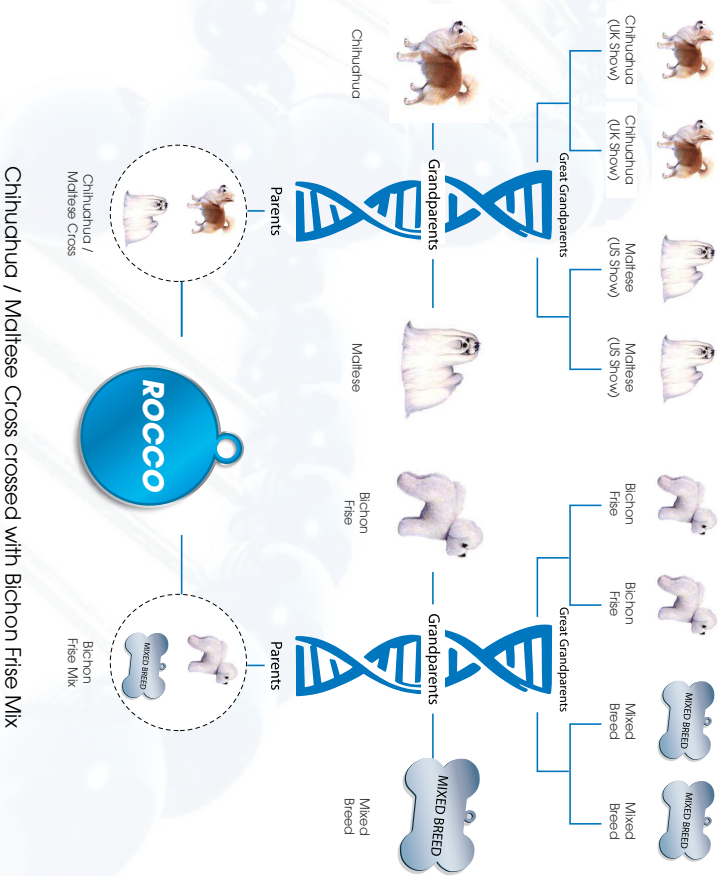 Chihuahua
(UK Show)
Chihuahua
(UK Show)
Maltese
(US Show)
Maltese
(US Show)
Bichon
Frise
Bichon
Frise
MIXED BREED
Mixed
Breed
MIXED BREED
Mixed
Breed
Great Grandparents
Great Grandparents
Chihuahua
Grandparents
Maltese
Bichon
Frise
Grandparents
MIXED BREED
Mixed
Breed
Parents
Parents
Chihuahua /
Maltese Cross
ROCCO
MIXED BREED
Bichon
Frise Mix
Chihuahua / Maltese Cross crossed with Bichon Frise Mix